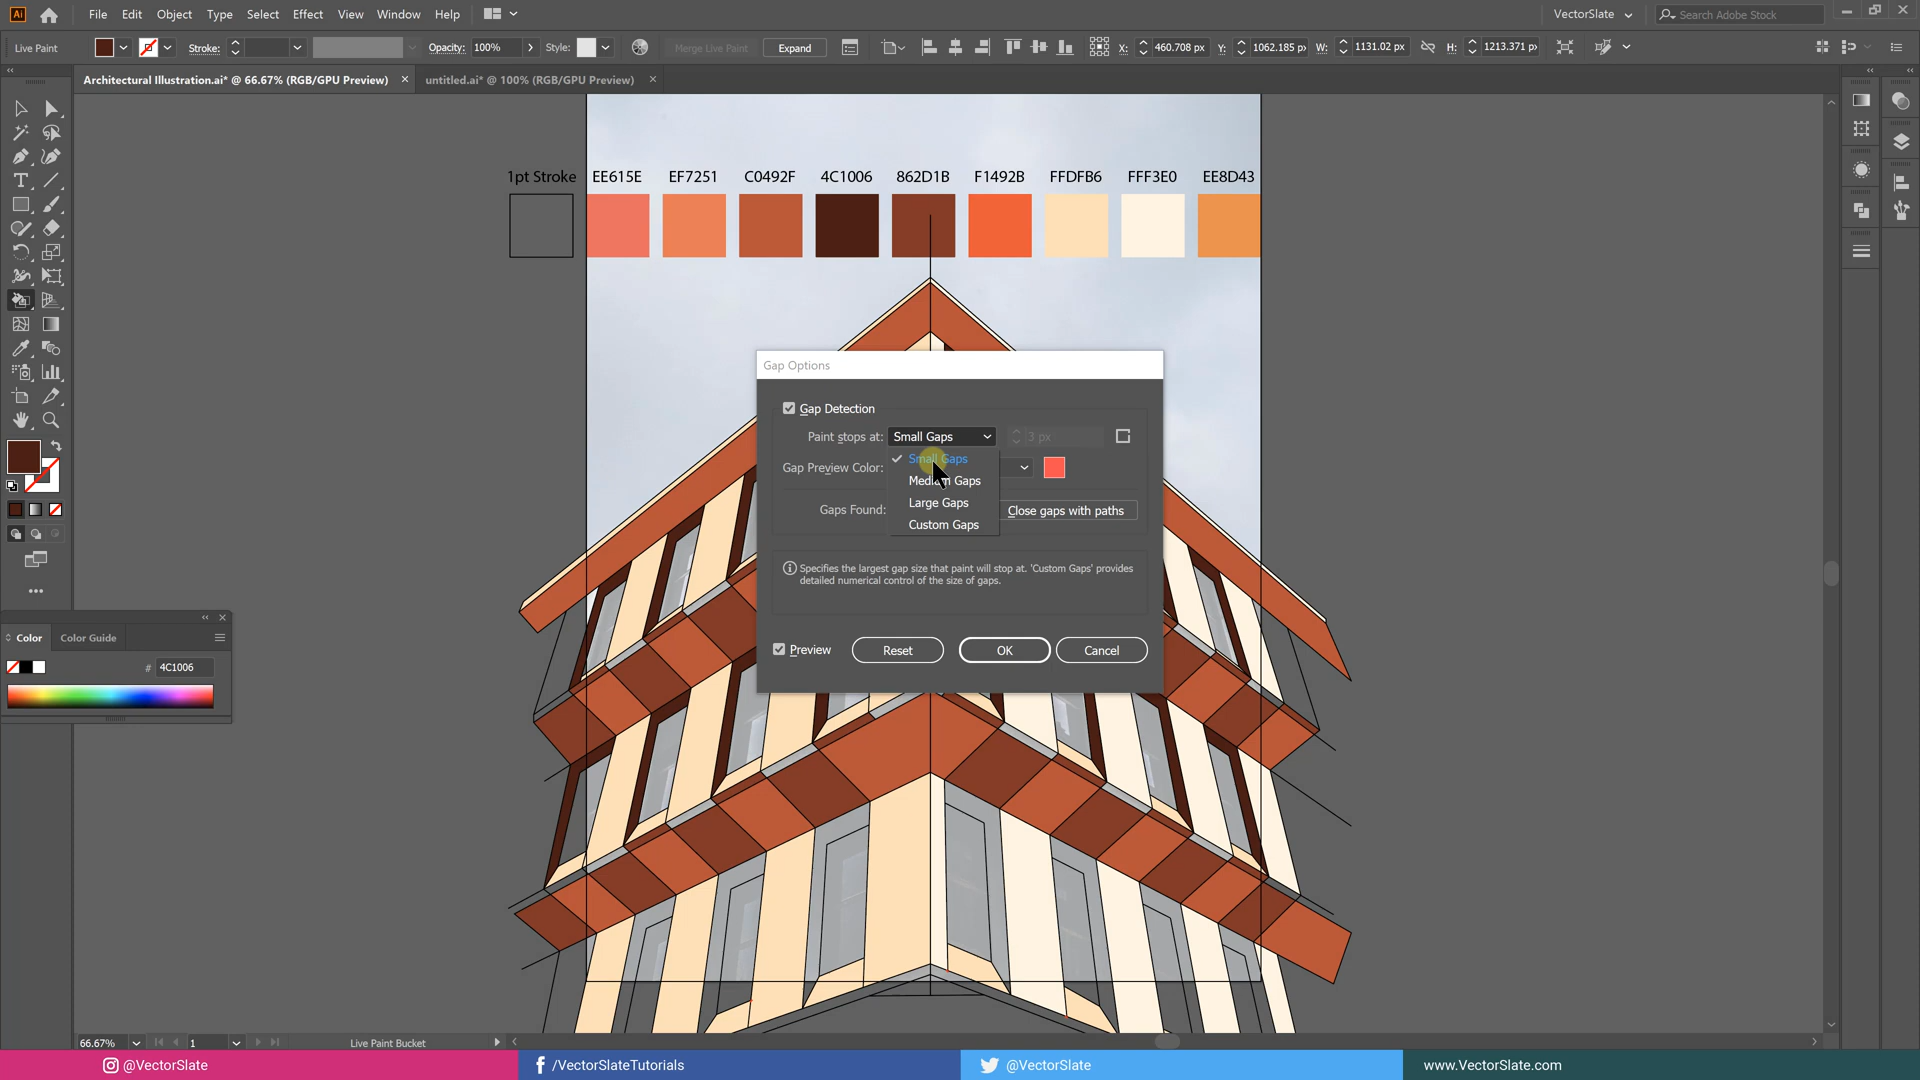 Ai File Edit Object Type Select Effect View Window Help VectorSlate Search Adobe Stock
Live Paint Stroke: Opacity: 100% Style: Merge Live Paint Expand X: 460.708 px Y: 1062.185 px W: 1131.02 px H: 1213.371 px
Architectural Illustration.ai* @ 66.67% (RGB/GPU Preview) × untitled.ai* @ 100% (RGB/GPU Preview) ×
1pt Stroke EE615E EF7251 C0492F 4C1006 862D1B F1492B FFDFB6 FFF3E0 EE8D43
Gap Options
Gap Detection
Paint stops at: Small Gaps 3 px
Small Gaps
Gap Preview Color:
Medium Gaps
Large Gaps
Gaps Found: Close gaps with paths
Custom Gaps
Specifies the largest gap size that paint will stop at. 'Custom Gaps' provides
detailed numerical control of the size of gaps.
Preview Reset OK Cancel
Color Color Guide
# 4C1006
66.67% 1 Live Paint Bucket
@VectorSlate /VectorSlateTutorials @VectorSlate www.VectorSlate.com